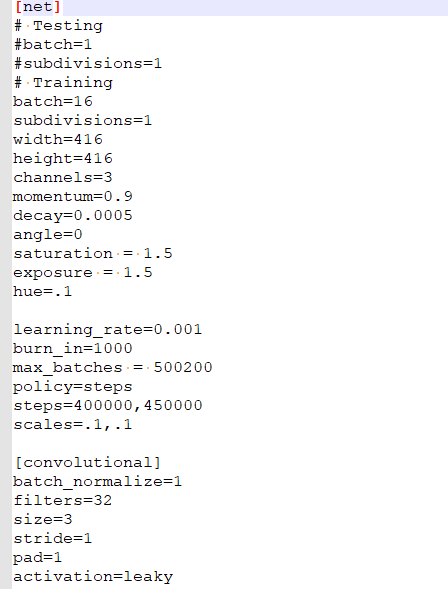 [net]
# Testing
#batch=1
#subdivisions=1
# Training
batch=16
subdivisions=1
width=416
height=416
channels=3
momentum=0.9
decay=0.0005
angle=0
saturation = 1.5
exposure = 1.5
hue=.1
learning_rate=0.001
burn_in=1000
max_batches = 500200
policy=steps
steps=400000,450000
scales=.1,.1
[convolutional]
batch_normalize=1
filters=32
size=3
stride=1
pad=1
activation=leaky